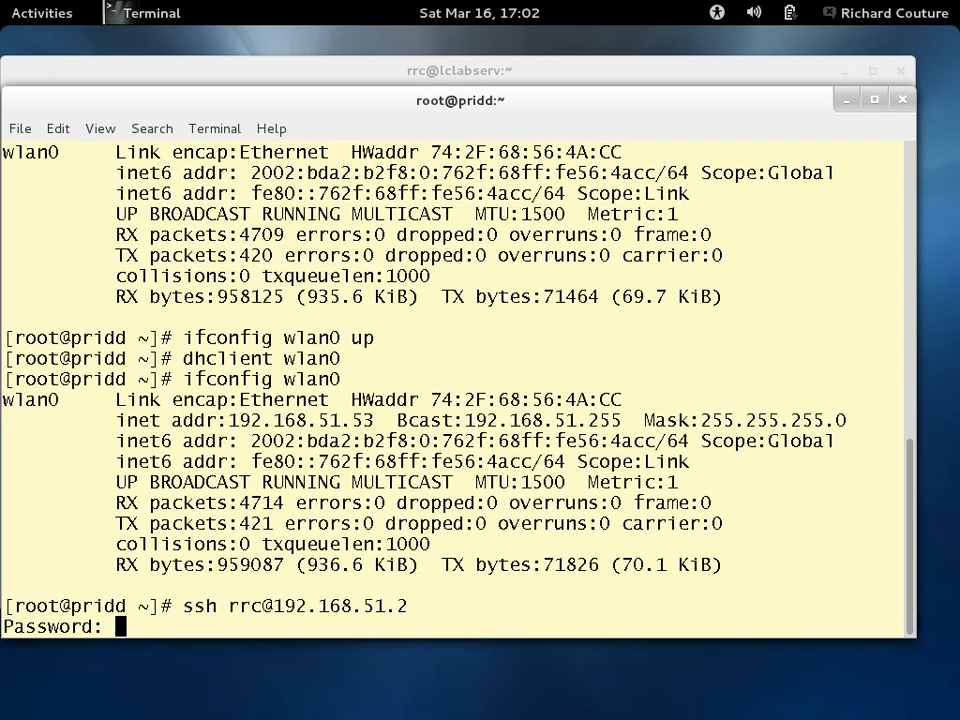 Activities Terminal Sat Mar 16, 17:02 Richard Couture
rrc@lclabserv:~
root@pridd:~
File Edit View Search Terminal Help
wlan0 Link encap:Ethernet HWaddr 74:2F:68:56:4A:CC
inet6 addr: 2002:bda2:b2f8:0:762f:68ff:fe56:4acc/64 Scope:Global
inet6 addr: fe80::762f:68ff:fe56:4acc/64 Scope:Link
UP BROADCAST RUNNING MULTICAST MTU:1500 Metric:1
RX packets:4709 errors:0 dropped:0 overruns:0 frame:0
TX packets:420 errors:0 dropped:0 overruns:0 carrier:0
collisions:0 txqueuelen:1000
RX bytes:958125 (935.6 KiB) TX bytes:71464 (69.7 KiB)
[root@pridd ~]# ifconfig wlan0 up
[root@pridd ~]# dhclient wlan0
[root@pridd ~]# ifconfig wlan0
wlan0 Link encap:Ethernet HWaddr 74:2F:68:56:4A:CC
inet addr:192.168.51.53 Bcast:192.168.51.255 Mask:255.255.255.0
inet6 addr: 2002:bda2:b2f8:0:762f:68ff:fe56:4acc/64 Scope:Global
inet6 addr: fe80::762f:68ff:fe56:4acc/64 Scope:Link
UP BROADCAST RUNNING MULTICAST MTU:1500 Metric:1
RX packets:4714 errors:0 dropped:0 overruns:0 frame:0
TX packets:421 errors:0 dropped:0 overruns:0 carrier:0
collisions:0 txqueuelen:1000
RX bytes:959087 (936.6 KiB) TX bytes:71826 (70.1 KiB)
[root@pridd ~]# ssh rrc@192.168.51.2
Password: